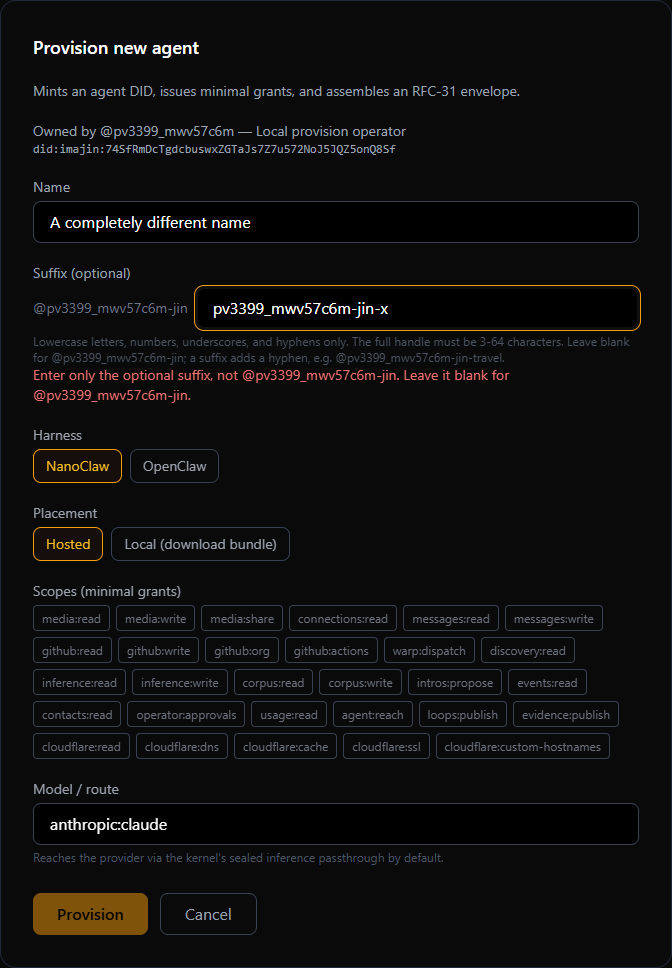 Provision new agent
Mints an agent DID, issues minimal grants, and assembles an RFC-31 envelope.
Owned by @pv3399_mwv57c6m — Local provision operator
did:imajin:74SfRmDcTgdcbuswxZGTaJs7Z7u572NoJ5JQZ5onQ8Sf
Name
A completely different name
Suffix (optional)
@pv3399_mwv57c6m-jin pv3399_mwv57c6m-jin-x
Lowercase letters, numbers, underscores, and hyphens only. The full handle must be 3-64 characters. Leave blank
for @pv3399_mwv57c6m-jin; a suffix adds a hyphen, e.g. @pv3399_mwv57c6m-jin-travel.
Enter only the optional suffix, not @pv3399_mwv57c6m-jin. Leave it blank for
@pv3399_mwv57c6m-jin.
Harness
NanoClaw OpenClaw
Placement
Hosted Local (download bundle)
Scopes (minimal grants)
media:read media:write media:share connections:read messages:read messages:write
github:read github:write github:org github:actions warp:dispatch discovery:read
inference:read inference:write corpus:read corpus:write intros:propose events:read
contacts:read operator:approvals usage:read agent:reach loops:publish evidence:publish
cloudflare:read cloudflare:dns cloudflare:cache cloudflare:ssl cloudflare:custom-hostnames
Model / route
anthropic:claude
Reaches the provider via the kernel's sealed inference passthrough by default.
Provision Cancel